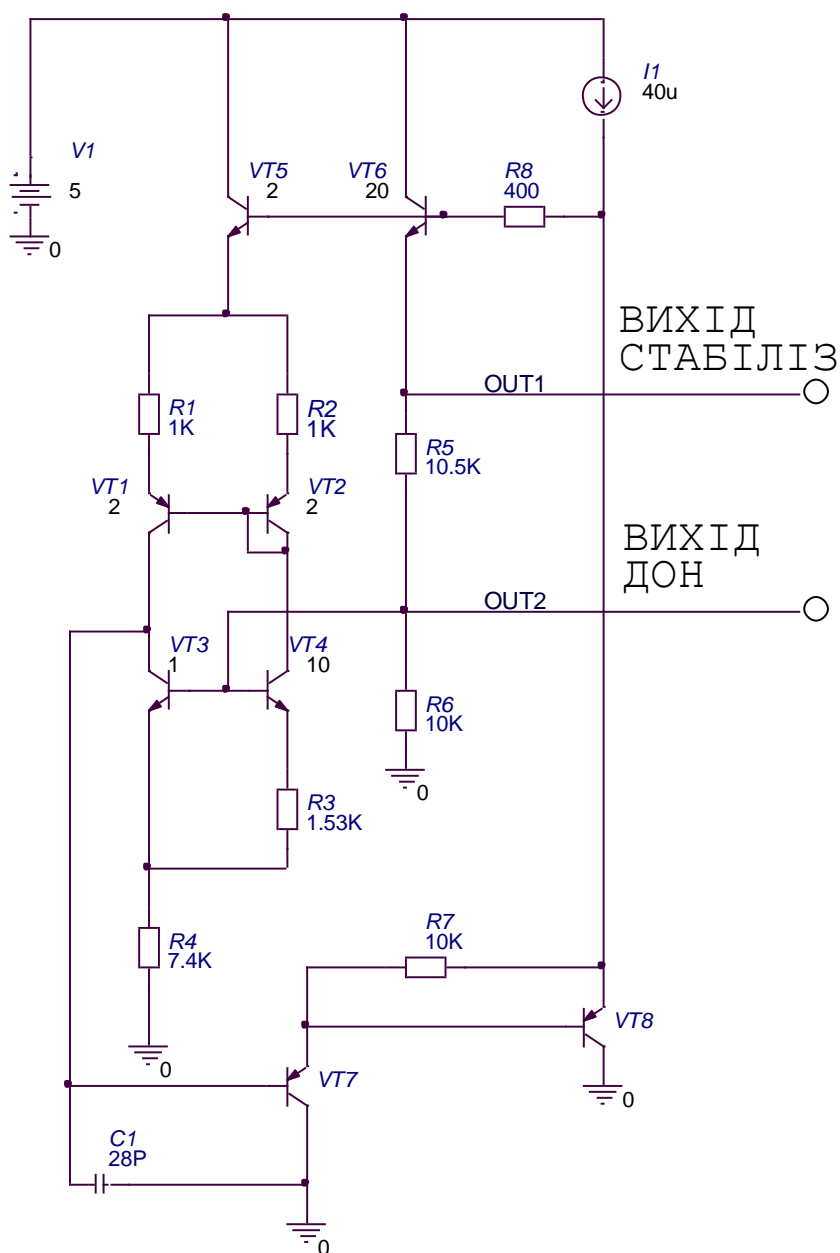 I1
40u
V1
5
0
VT5
2
VT6
20
R8
400
ВИХІД
СТАБІЛІЗ
OUT1
R1
1K
R2
1K
R5
10.5K
VT1
2
VT2
2
ВИХІД
ДОН
OUT2
VT3
1
VT4
10
R6
10K
0
R3
1.53K
R4
7.4K
0
R7
10K
VT8
0
VT7
C1
28P
0